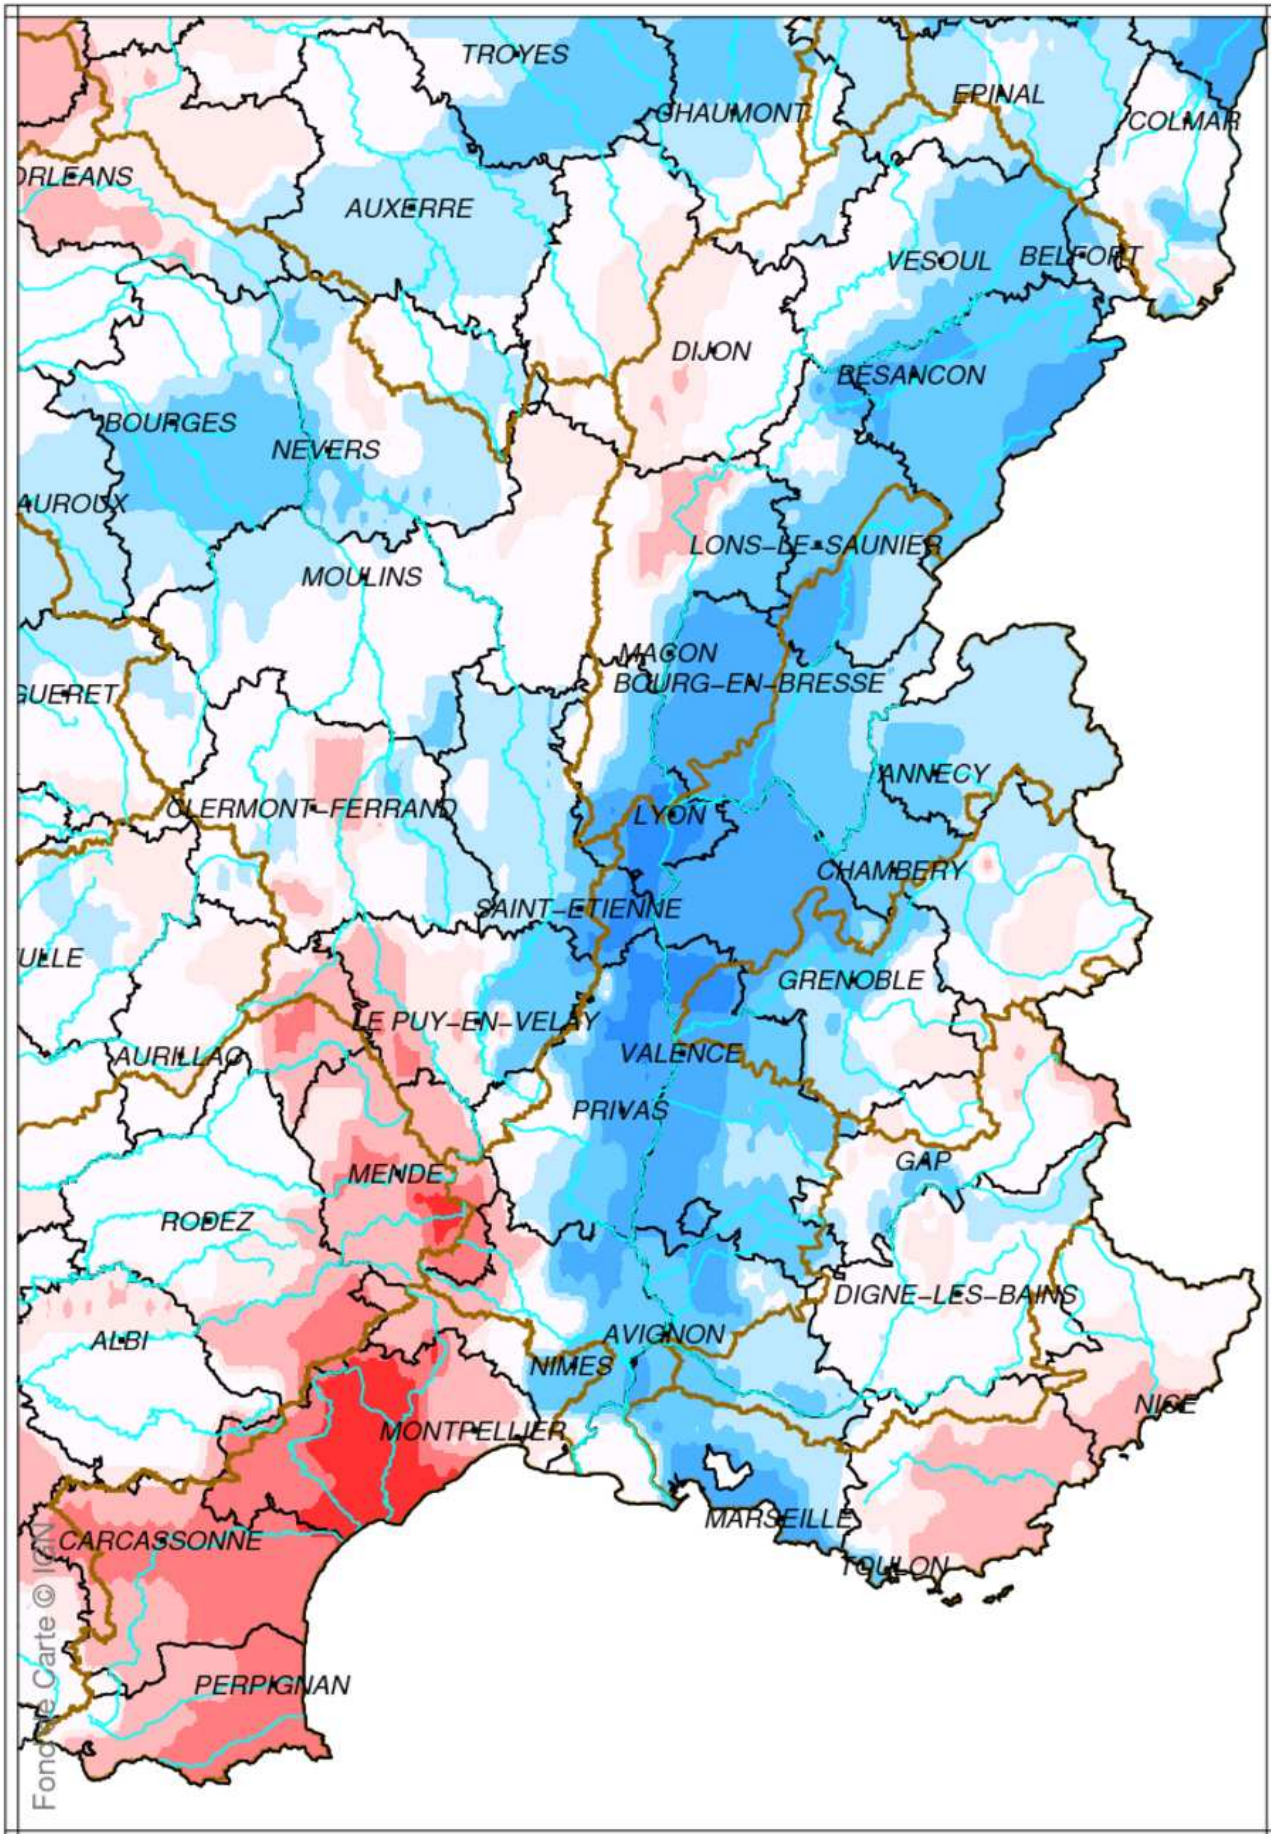 TROYES
EPINAL
CHAUMONT
COLMAR
ORLEANS
AUXERRE
VESOUL
BELFORT
DIJON
BESANCON
BOURGES
NEVERS
AUROUX
LONS-LE-SAUNIER
MOULINS
MACON
BOURG-EN-BRESSE
GUERET
ANNECY
CLERMONT-FERRAND
LYON
CHAMBERY
SAINT-ETIENNE
ULLE
GRENOBLE
LE PUY-EN-VELAY
VALENCE
AURILLAC
PRIVAS
GAP
MENDE
RODEZ
DIGNE-LES-BAINS
AVIGNON
ALBI
NIMES
NICE
MONTPELLIER
MARSEILLE
CARCASSONNE
TOULON
PERPIGNAN
Fond de Carte © IGN